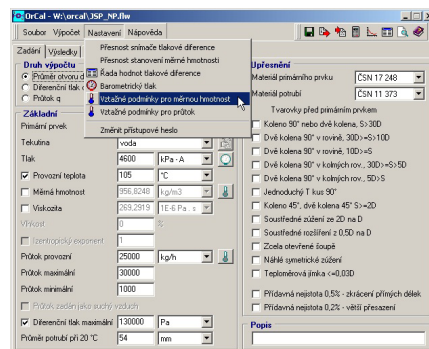 OrCal - W:\orcal\JSP_NP.flw
Soubor Výpočet Nastavení Nápověda
Přesnost snímače tlakové diference
Přesnost stanovení měrné hmotnosti
Řada hodnot tlakové diference
Barometrický tlak
Vztažné podmínky pro měrnou hmotnost
Vztažné podmínky pro průtok
Změnit přístupové heslo
Zadání Výsledky
Druh výpočtu
Průměr otvoru d
Diferenční tlak
Průtok q
Základní
Primární prvek
Tekutina voda
Tlak 4600 kPa - A
Provozní teplota 105 °C
Měrná hmotnost 956,8248 kg/m3
Viskozita 269,2919 1E-6 Pa . s
Vlhkost 0 %
Izentropický exponent 1
Průtok provozní 25000 kg/h
Průtok maximální 30000
Průtok minimální 1000
Průtok zadán jako suchý vzduch
Diferenční tlak maximální 130000 Pa
Průměr potrubí při 20 °C 54 mm
Upřesnění
Materiál primárního prvku ČSN 17 248
Materiál potrubí ČSN 11 373
Tvarovky před primárním prvkem
Koleno 90° nebo dvě kolena, S>30D
Dvě kolena 90° v rovině, 30D>=S>10D
Dvě kolena 90° v rovině, 10D>=S
Dvě kolena 90° v kolmých rov., 30D>=S>5D
Dvě kolena 90° v kolmých rov., 5D>S
Jednoduchý T kus 90°
Koleno 45°, dvě kolena 45° S>=2D
Soustředné zúžení ze 2D na D
Soustředné rozšíření z 0,5D na D
Zcela otevřené šoupě
Náhlé symetrické zúžení
Teploměrová jímka <=0,03D
Přídavná nejistota 0,5% - zkrácení přímých délek
Přídavná nejistota 0,2% - větší přesazení
Popis